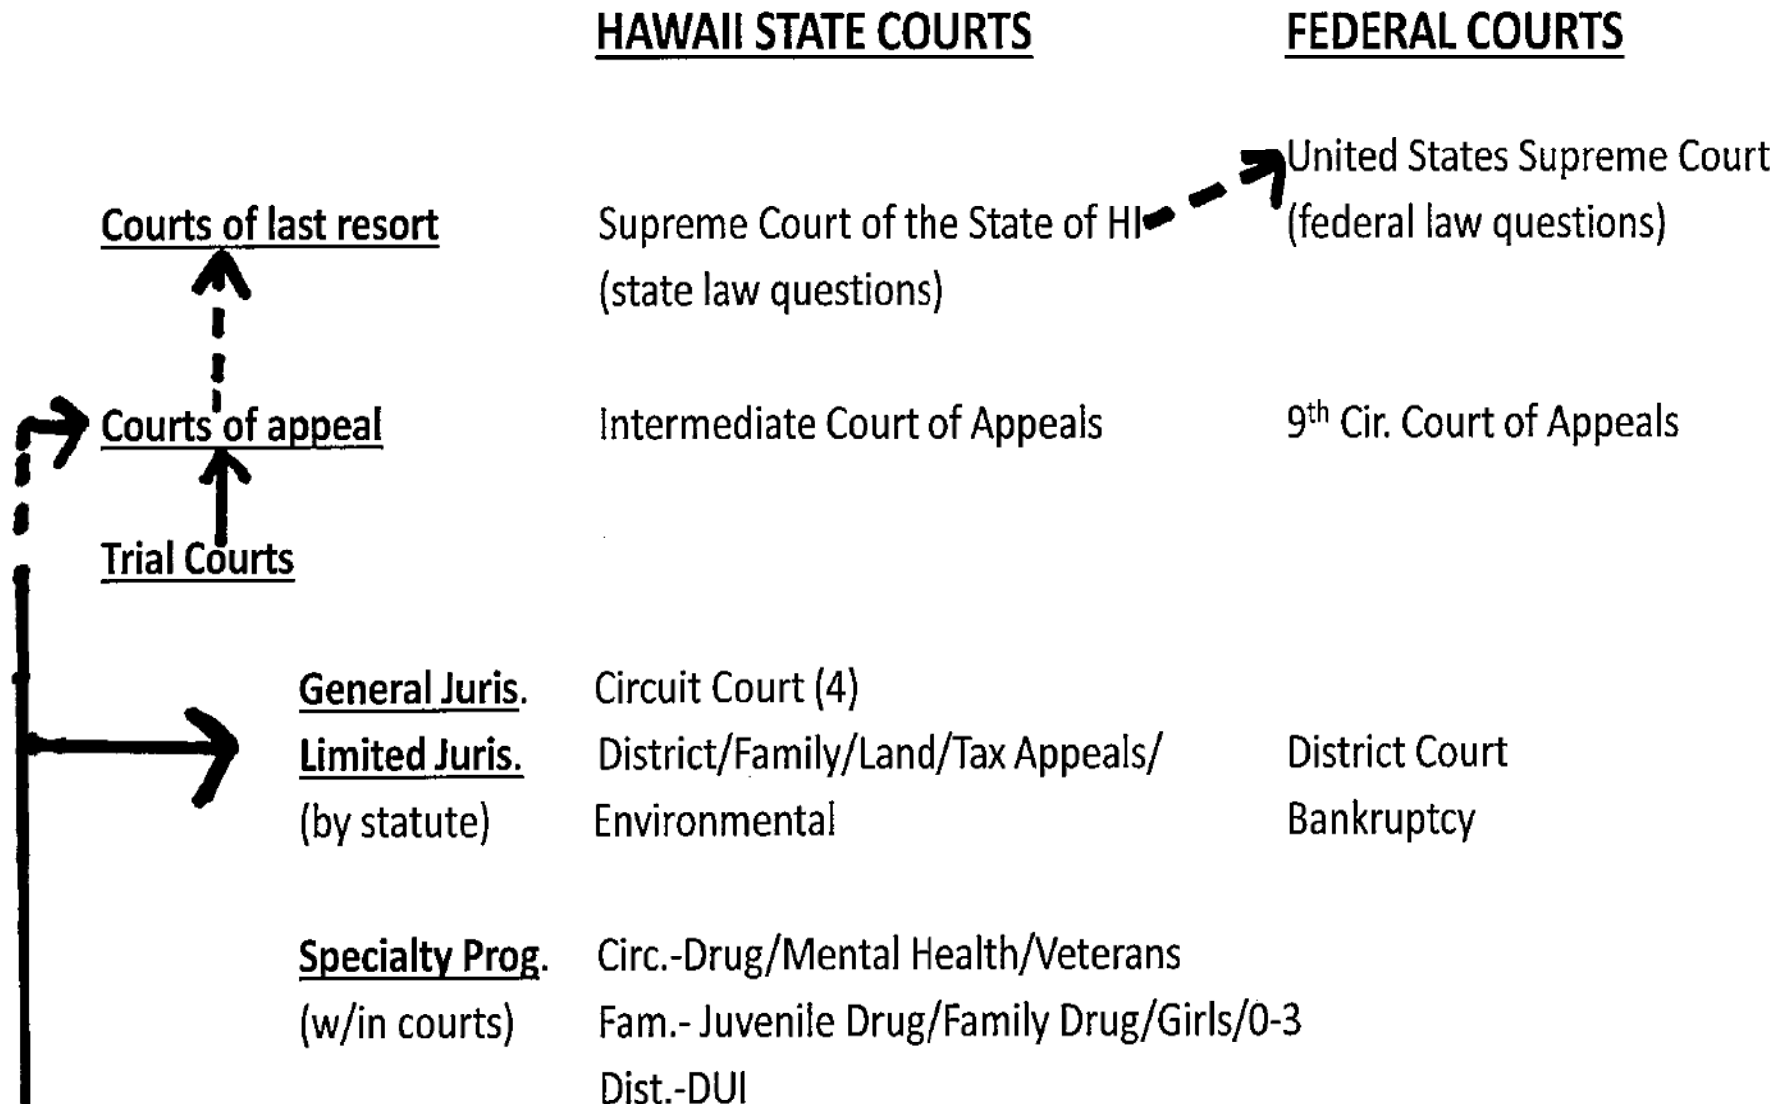 HAWAII STATE COURTS FEDERAL COURTS
United States Supreme Court
Courts of last resort Supreme Court of the State of HI (federal law questions)
(state law questions)
Courts of appeal Intermediate Court of Appeals 9th Cir. Court of Appeals
Trial Courts
General Juris. Circuit Court (4)
Limited Juris. District/Family/Land/Tax Appeals/ District Court
(by statute) Environmental Bankruptcy
Specialty Prog. Circ.-Drug/Mental Health/Veterans
(w/in courts) Fam.- Juvenile Drug/Family Drug/Girls/0-3
Dist.-DUI